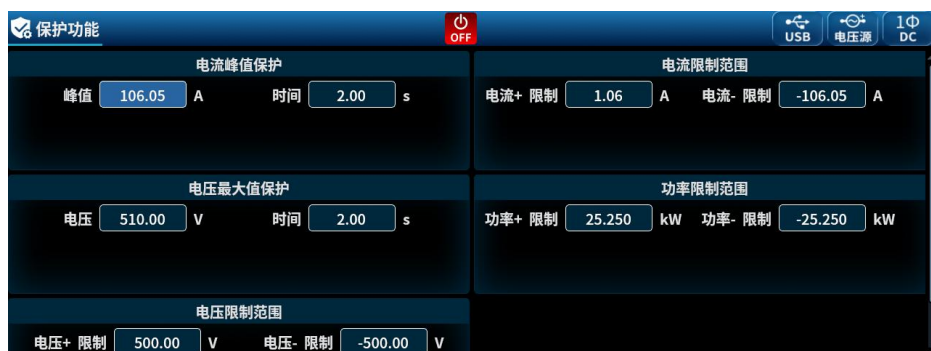 保护功能
OFF
USB
电压源
1Φ
DC
电流峰值保护
峰值 106.05 A 时间 2.00 s
电流限制范围
电流+ 限制 1.06 A 电流- 限制 -106.05 A
电压最大值保护
电压 510.00 V 时间 2.00 s
功率限制范围
功率+ 限制 25.250 kW 功率- 限制 -25.250 kW
电压限制范围
电压+ 限制 500.00 V 电压- 限制 -500.00 V